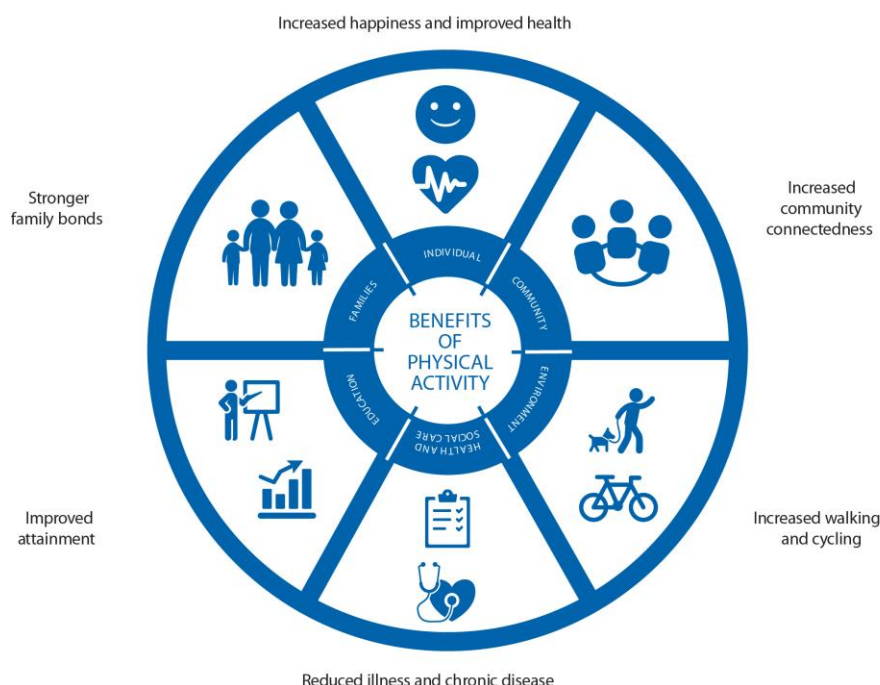 Increased happiness and improved health
Stronger
family bonds
Increased
community
connectedness
INDIVIDUAL
FAMILIES
COMMUNITY
BENEFITS
OF
PHYSICAL
ACTIVITY
EDUCATION
ENVIRONMENT
HEALTH AND
SOCIAL CARE
Improved
attainment
Increased walking
and cycling
Reduced illness and chronic disease